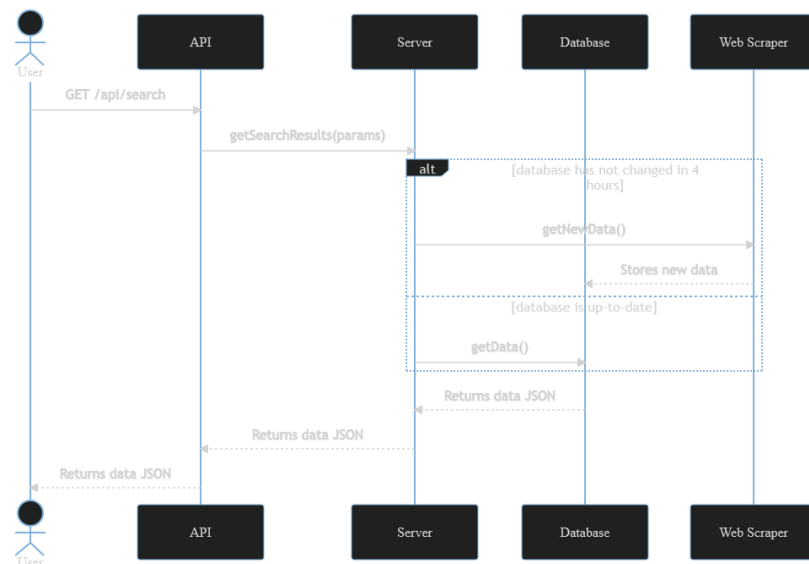 API
Server
Database
Web Scraper
User
GET /api/search
getSearchResults(params)
alt
[database has not changed in 4
hours]
getNewData()
Stores new data
[database is up-to-date]
getData()
Returns data JSON
Returns data JSON
Returns data JSON
API
Server
Database
Web Scraper
User